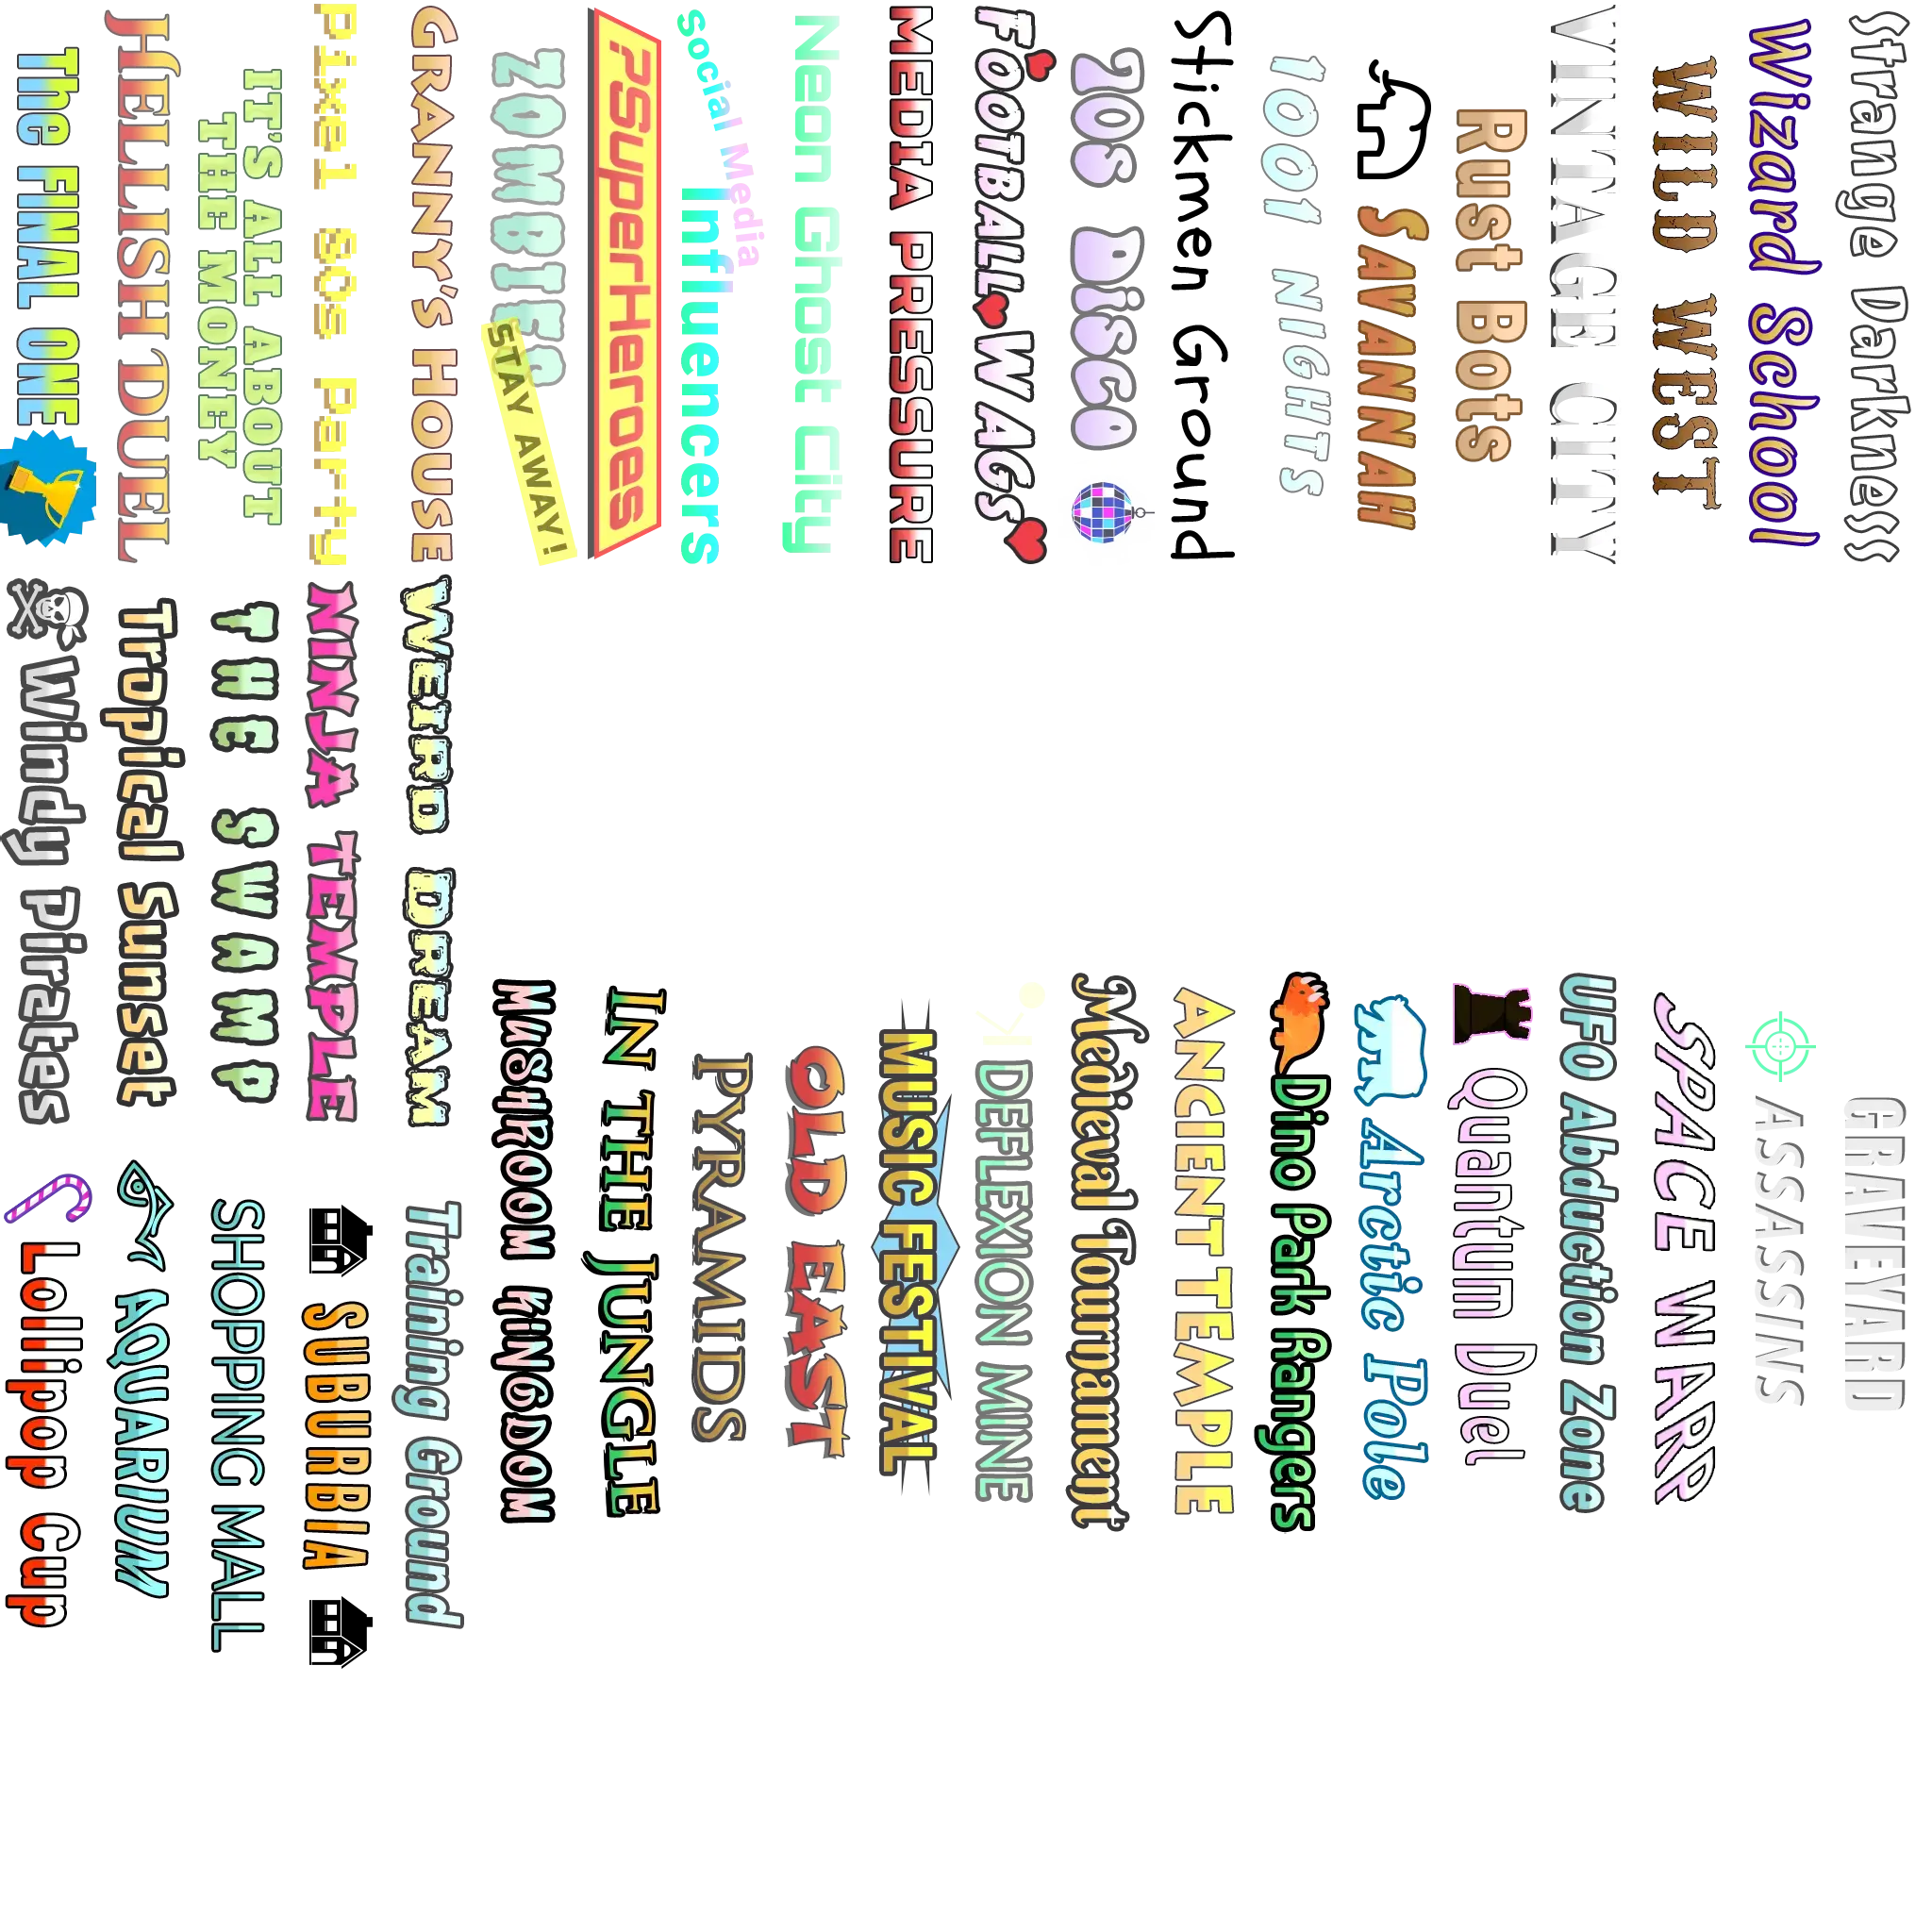 Strange Darkness
Wizard School
WILD WEST
VINTAGE CITY
Rust Bots
SAVANNAH
1001 NIGHTS
Stickmen Ground
20s Disco
FOOTBALL WAGS
MEDIA PRESSURE
Neon Ghost City
Social Media
Influencers
PSuperHeroes
ZOMBIES
STAY AWAY!
GRANNY'S HOUSE
Pixel 80s Party
IT'S ALL ABOUT
THE MONEY
HELLISH DUEL
The FINAL ONE
WEIRD DREAM
NINJA TEMPLE
THE SWAMP
Tropical Sunset
Windy Pirates
GRAVEYARD
ASSASSINS
SPACE WARP
UFO Abduction Zone
Quantum Duel
Arctic Pole
Dino Park Rangers
ANCIENT TEMPLE
Medieval Tournament
DEFLEXION MINE
MUSIC FESTIVAL
OLD EAST
PYRAMIDS
IN THE JUNGLE
MUSHROOM KINGDOM
Training Ground
SUBURBIA
SHOPPING MALL
AQUARIUM
Lollipop Cup